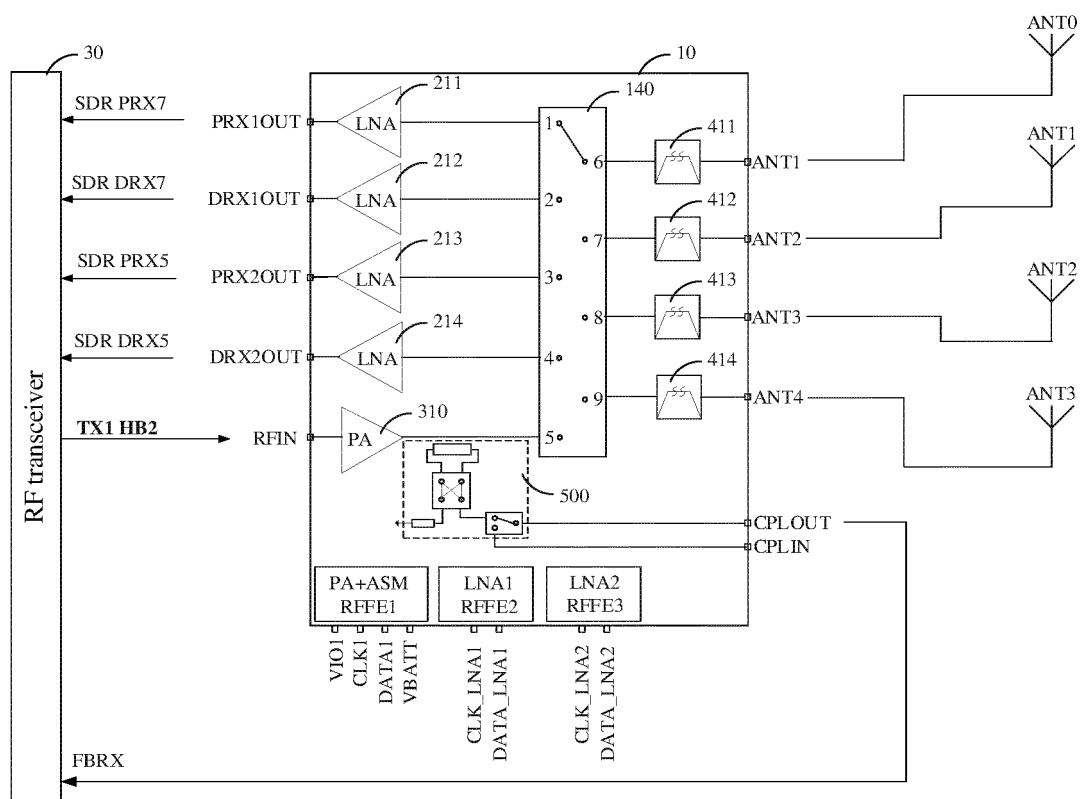 ANT0
30
10
SDR PRX7
PRX1OUT
LNA
211
140
1
6
411
ANT1
ANT1
SDR DRX7
DRX1OUT
LNA
212
2
7
412
ANT2
SDR PRX5
PRX2OUT
LNA
213
3
8
413
ANT3
ANT2
SDR DRX5
DRX2OUT
LNA
214
4
9
414
ANT4
ANT3
TX1 HB2
RFIN
PA
310
5
500
CPLOUT
CPLIN
RF transceiver
PA+ASM
RFFE1
LNA1
RFFE2
LNA2
RFFE3
VIO1
CLK1
DATA1
VBATT
CLK_LNA1
DATA_LNA1
CLK_LNA2
DATA_LNA2
FBRX